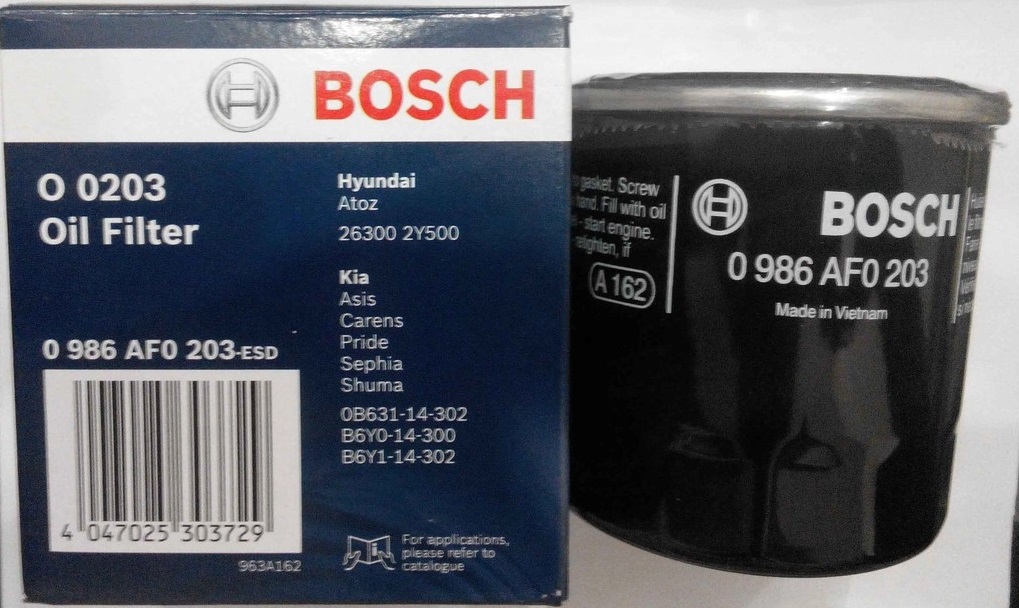 BOSCH
O 0203
Oil Filter
0 986 AF0 203-ESD
4 047025 303729
963A162
Hyundai
Atoz
26300 2Y500
Kia
Asis
Carens
Pride
Sephia
Shuma
0B631-14-302
B6Y0-14-300
B6Y1-14-302
For applications,
please refer to
catalogue
gasket. Screw
hand. Fill with oil
- start engine.
retighten, if
A 162
BOSCH
0 986 AF0 203
Made in Vietnam